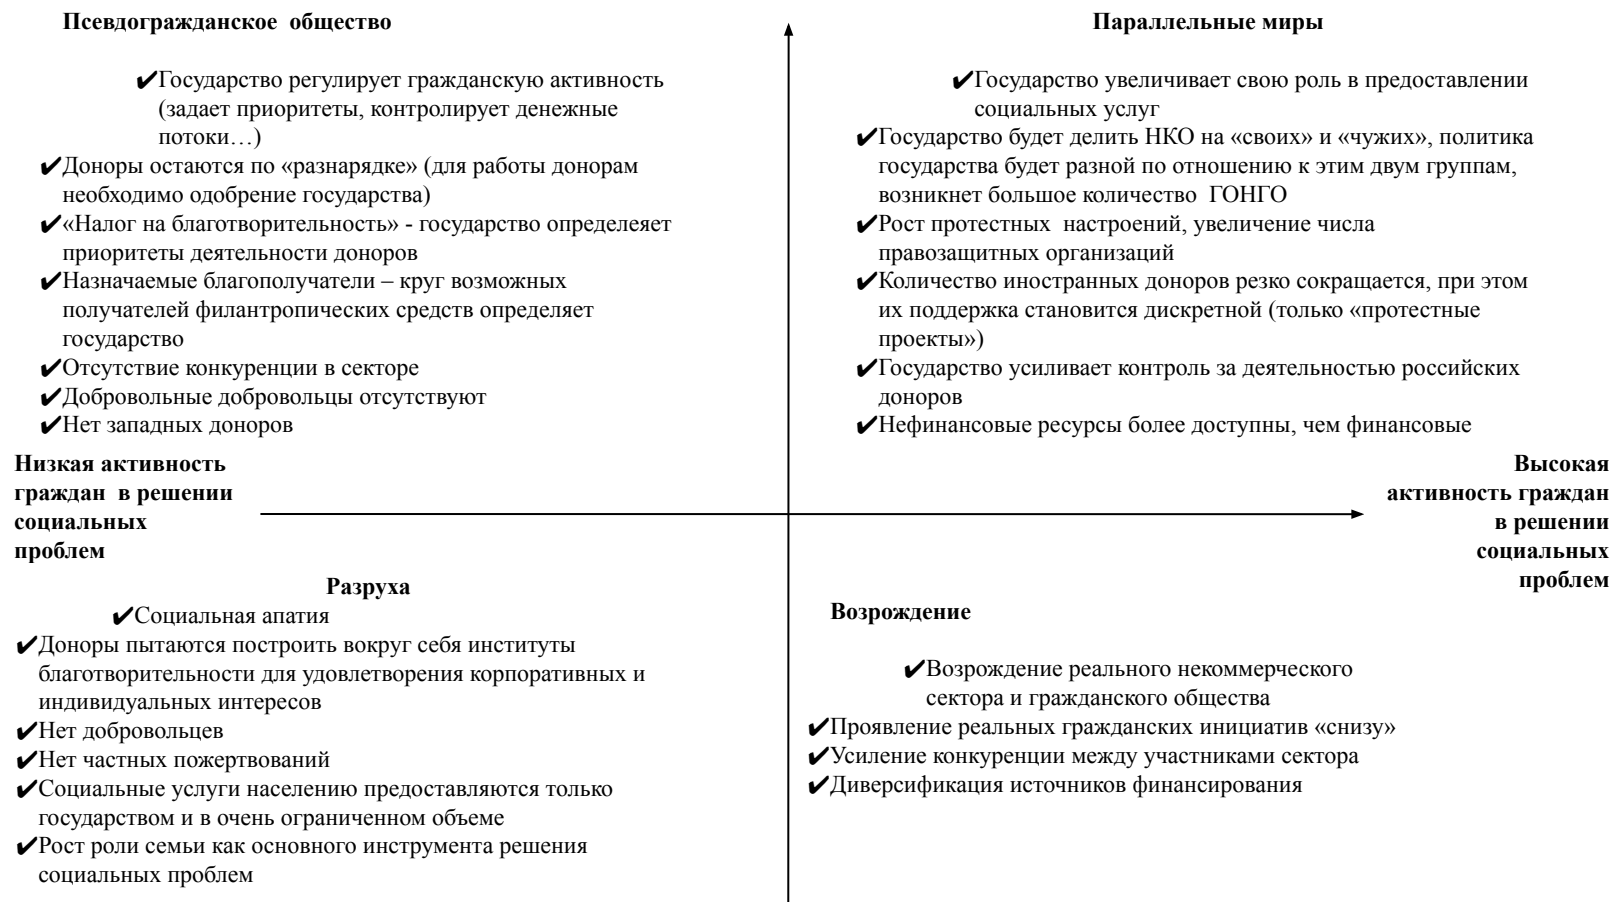 Псевдогражданское общество
✔Государство регулирует гражданскую активность
(задает приоритеты, контролирует денежные
потоки…)
✔Доноры остаются по «разнарядке» (для работы донорам
необходимо одобрение государства)
✔«Налог на благотворительность» - государство определеяет
приоритеты деятельности доноров
✔Назначаемые благополучатели – круг возможных
получателей филантропических средств определяет
государство
✔Отсутствие конкуренции в секторе
✔Добровольные добровольцы отсутствуют
✔Нет западных доноров
Параллельные миры
✔Государство увеличивает свою роль в предоставлении
социальных услуг
✔Государство будет делить НКО на «своих» и «чужих», политика
государства будет разной по отношению к этим двум группам,
возникнет большое количество ГОНГО
✔Рост протестных настроений, увеличение числа
правозащитных организаций
✔Количество иностранных доноров резко сокращается, при этом
их поддержка становится дискретной (только «протестные
проекты»)
✔Государство усиливает контроль за деятельностью российских
доноров
✔Нефинансовые ресурсы более доступны, чем финансовые
Низкая активность
граждан в решении
социальных
проблем
Высокая
активность граждан
в решении
социальных
проблем
Разруха
✔Социальная апатия
✔Доноры пытаются построить вокруг себя институты
благотворительности для удовлетворения корпоративных и
индивидуальных интересов
✔Нет добровольцев
✔Нет частных пожертвований
✔Социальные услуги населению предоставляются только
государством и в очень ограниченном объеме
✔Рост роли семьи как основного инструмента решения
социальных проблем
Возрождение
✔Возрождение реального некоммерческого
сектора и гражданского общества
✔Проявление реальных гражданских инициатив «снизу»
✔Усиление конкуренции между участниками сектора
✔Диверсификация источников финансирования